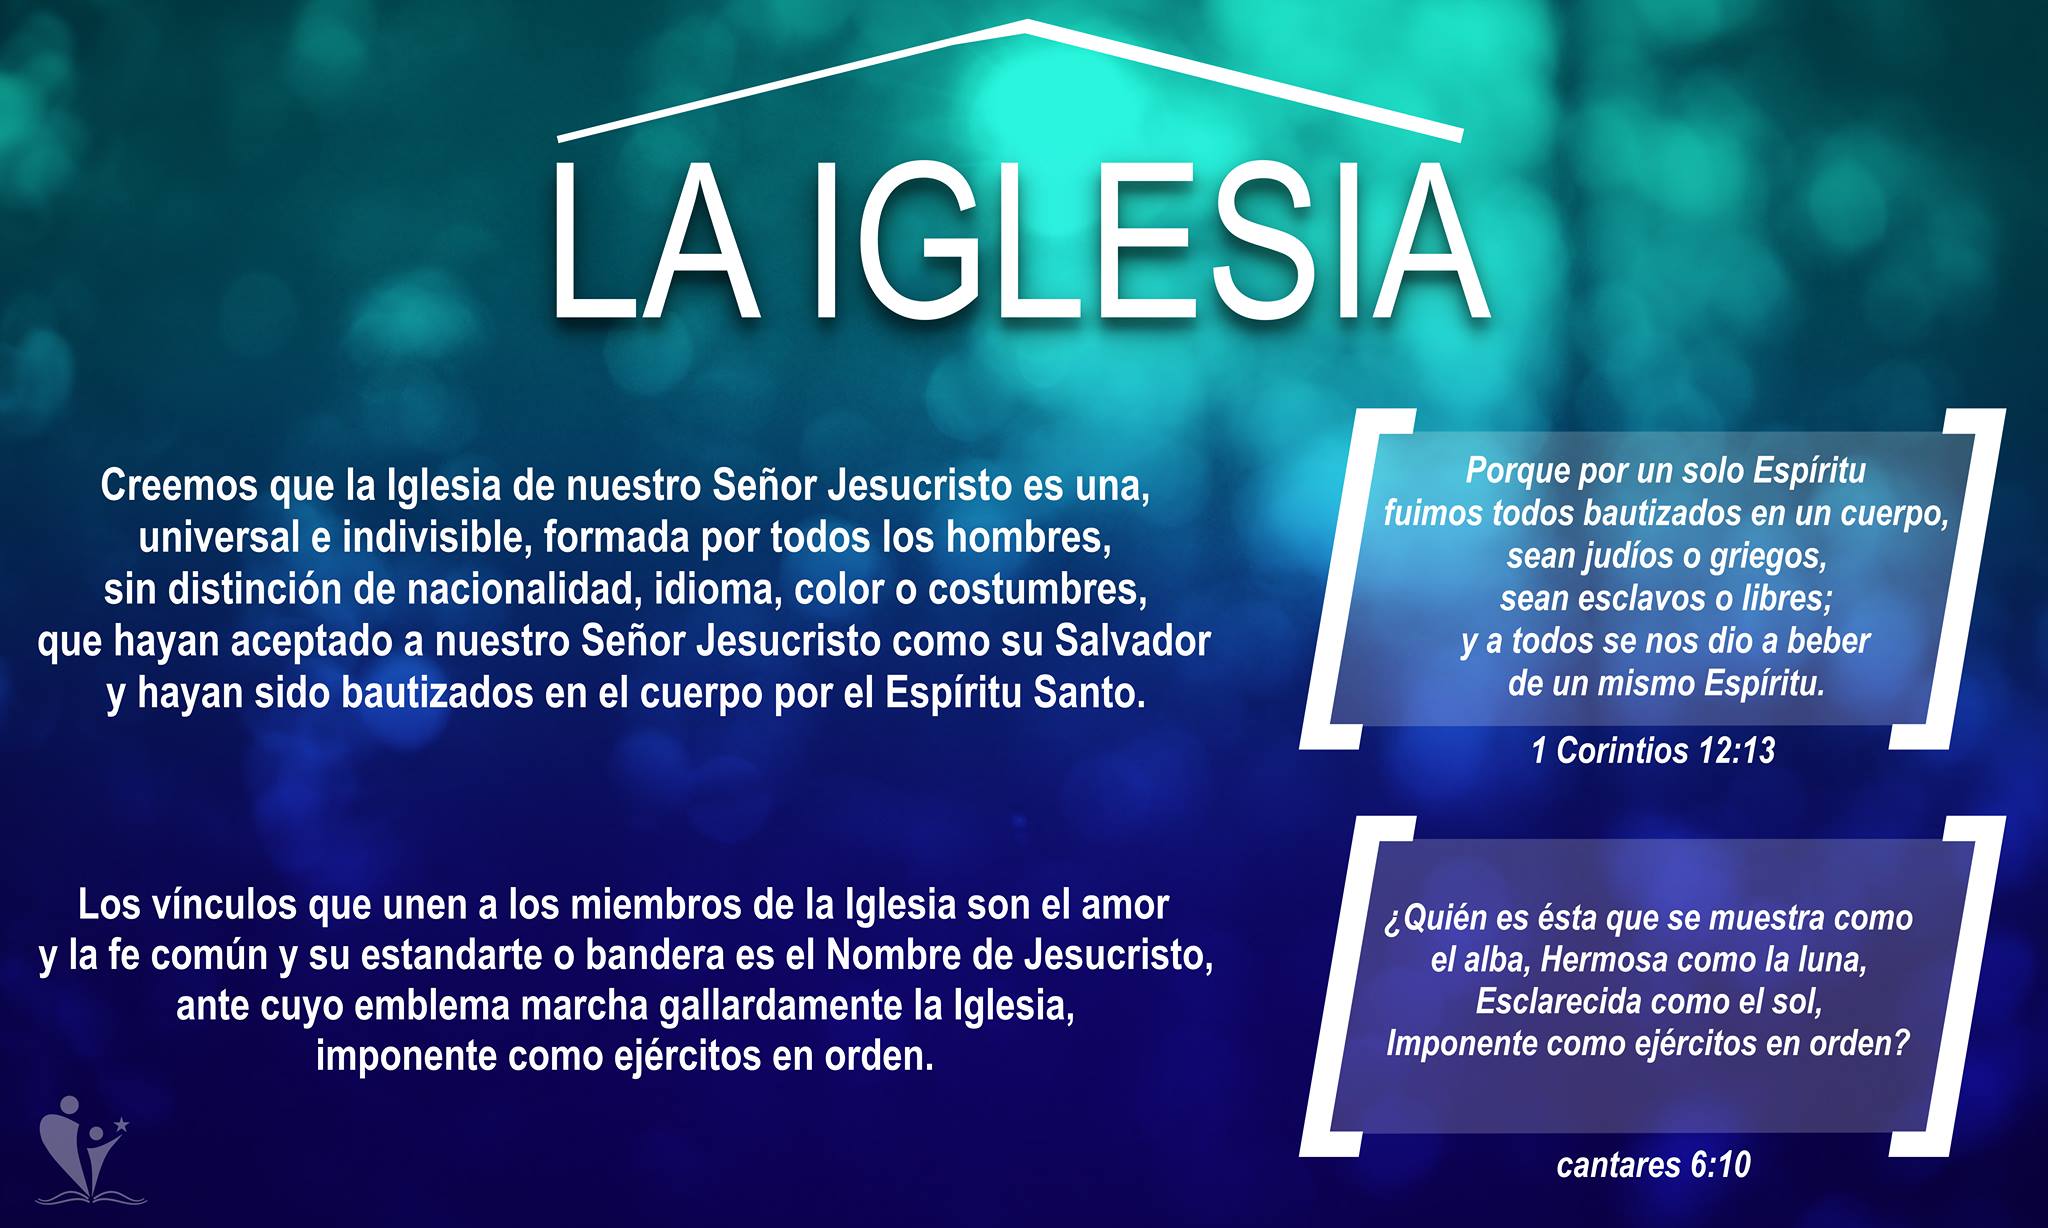 LA IGLESIA
Creemos que la Iglesia de nuestro Señor Jesucristo es una,
universal e indivisible, formada por todos los hombres,
sin distinción de nacionalidad, idioma, color o costumbres,
que hayan aceptado a nuestro Señor Jesucristo como su Salvador
y hayan sido bautizados en el cuerpo por el Espíritu Santo.
Porque por un solo Espíritu
fuimos todos bautizados en un cuerpo,
sean judíos o griegos,
sean esclavos o libres;
y a todos se nos dio a beber
de un mismo Espíritu.
1 Corintios 12:13
Los vínculos que unen a los miembros de la Iglesia son el amor
y la fe común y su estandarte o bandera es el Nombre de Jesucristo,
ante cuyo emblema marcha gallardamente la Iglesia,
imponente como ejércitos en orden.
¿Quién es ésta que se muestra como
el alba, Hermosa como la luna,
Esclarecida como el sol,
Imponente como ejércitos en orden?
cantares 6:10